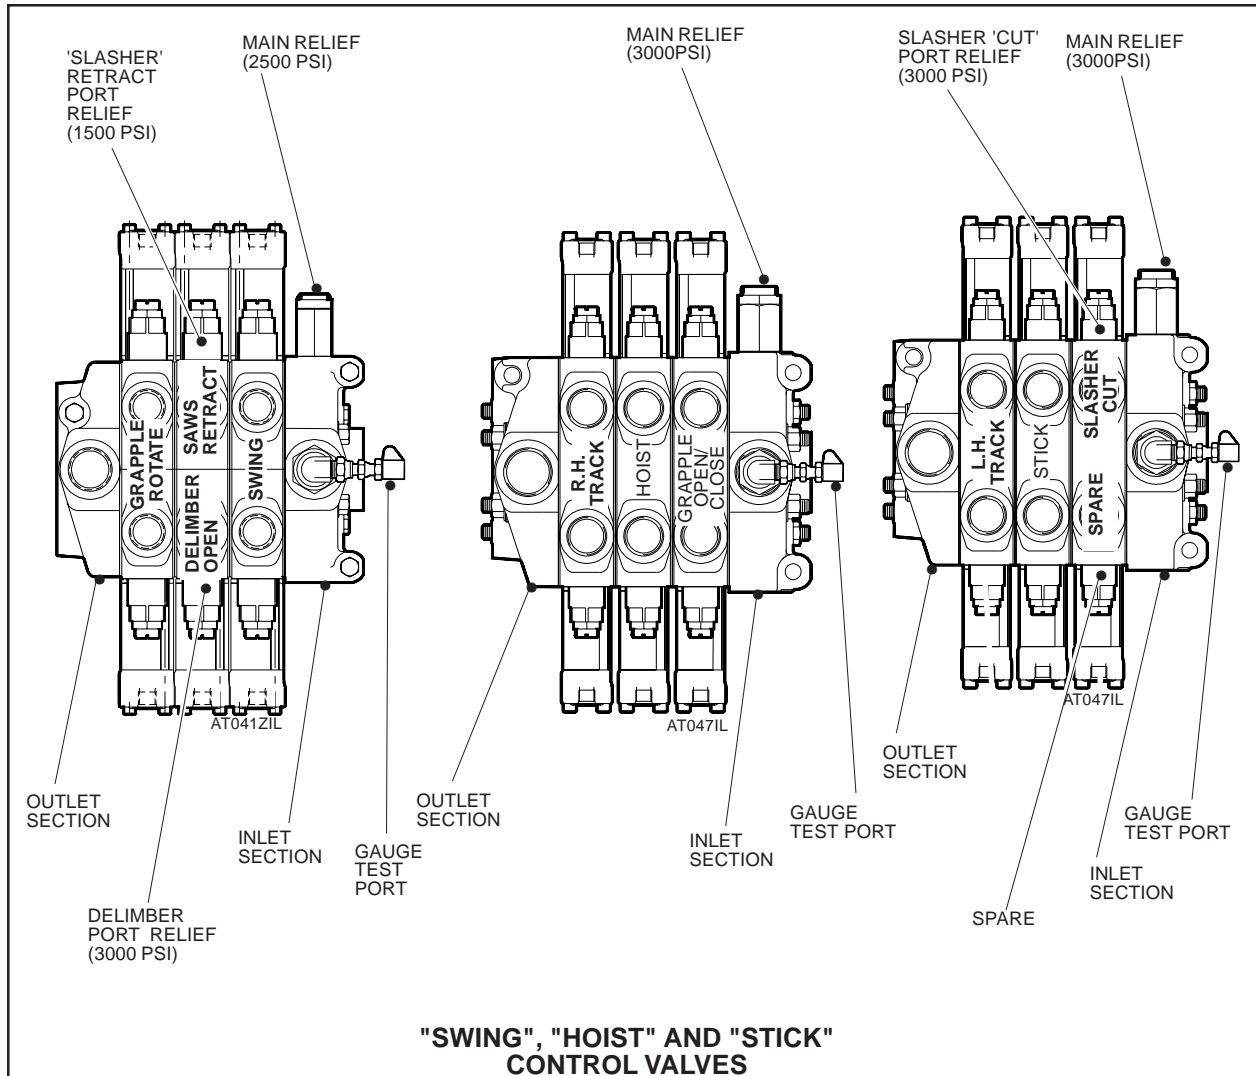 'SLASHER'
RETRACT
PORT
RELIEF
(1500 PSI)
MAIN RELIEF
(2500 PSI)
MAIN RELIEF
(3000PSI)
SLASHER 'CUT'
PORT RELIEF
(3000 PSI)
MAIN RELIEF
(3000PSI)
GRAPPLE
ROTATE
SAWS
RETRACT
DELIMBER
OPEN
SWING
R.H.
TRACK
HOIST
GRAPPLE
OPEN/
CLOSE
L.H.
TRACK
STICK
SLASHER
CUT
SPARE
AT041ZIL
AT047IL
AT047IL
OUTLET
SECTION
INLET
SECTION
GAUGE
TEST
PORT
DELIMBER
PORT RELIEF
(3000 PSI)
OUTLET
SECTION
INLET
SECTION
GAUGE
TEST PORT
OUTLET
SECTION
SPARE
INLET
SECTION
GAUGE
TEST PORT
"SWING", "HOIST" AND "STICK"
CONTROL VALVES